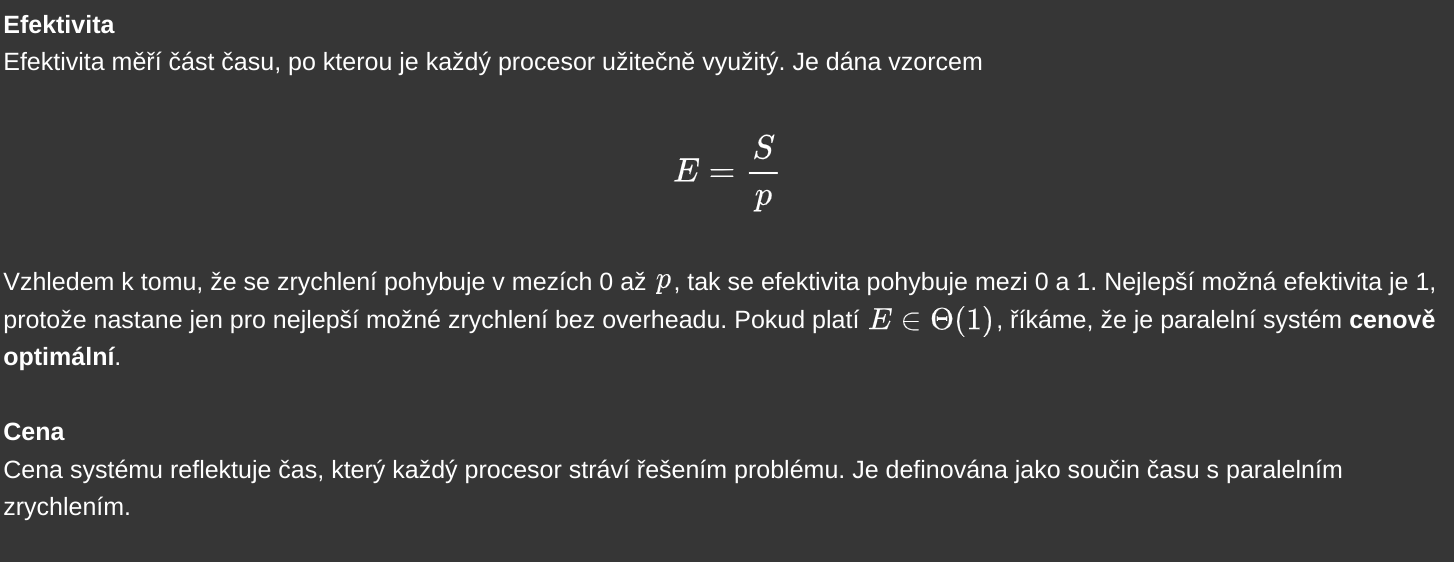 Efektivita
Efektivita měří část času, po kterou je každý procesor užitečně využitý. Je dána vzorcem
E = S/p
Vzhledem k tomu, že se zrychlení pohybuje v mezích 0 až p, tak se efektivita pohybuje mezi 0 a 1. Nejlepší možná efektivita je 1,
protože nastane jen pro nejlepší možné zrychlení bez overheadu. Pokud platí E ∈ Θ(1), říkáme, že je paralelní systém cenově
optimální.
Cena
Cena systému reflektuje čas, který každý procesor stráví řešením problému. Je definována jako součin času s paralelním
zrychlením.